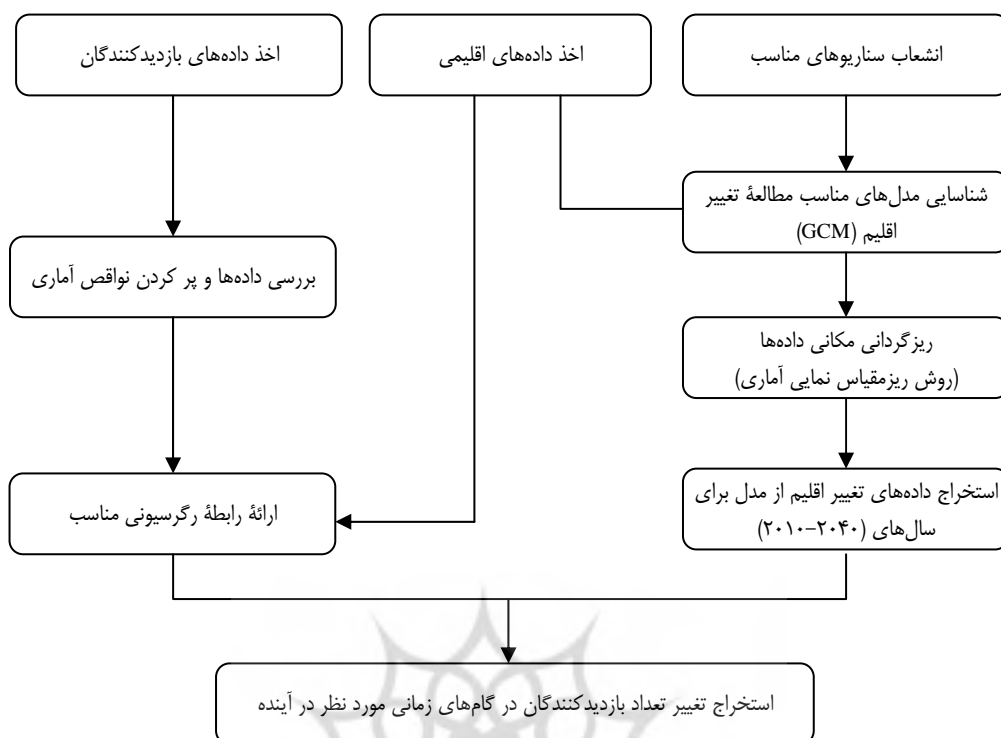 انشعاب سناریوهای مناسب
اخذ داده‌های اقلیمی
اخذ داده‌های بازدیدکنندگان
شناسایی مدل‌های مناسب مطالعۀ تغییر
اقلیم (GCM)
بررسی داده‌ها و پر کردن نواقص آماری
ریزگردانی مکانی داده‌ها
(روش ریزمقیاس نمایی آماری)
استخراج داده‌های تغییر اقلیم از مدل برای
سال‌های (۲۰۴۰-۲۰۱۰)
ارائۀ رابطۀ رگرسیونی مناسب
استخراج تغییر تعداد بازدیدکنندگان در گام‌های زمانی مورد نظر در آینده